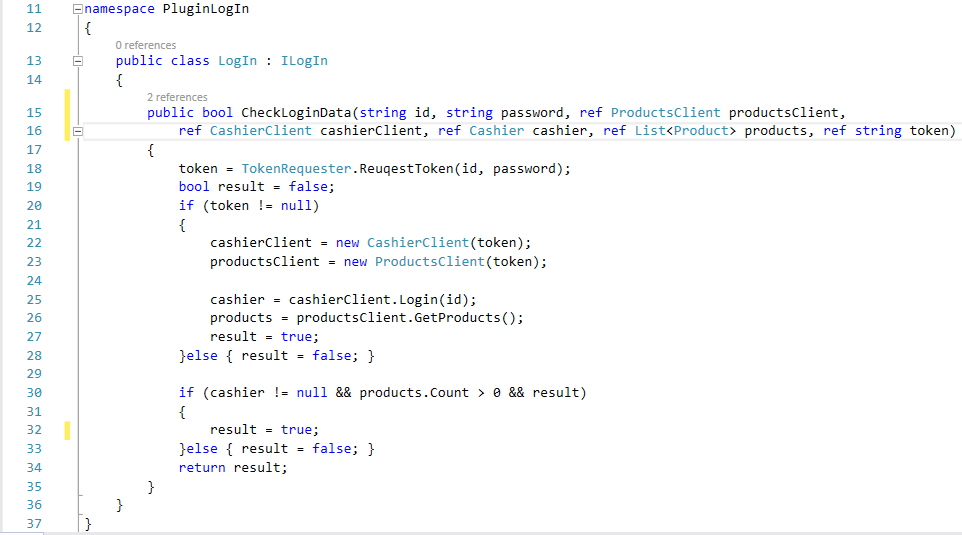 11 namespace PluginLogIn
12 {
0 references
13 public class LogIn : ILogIn
14 {
2 references
15 public bool CheckLoginData(string id, string password, ref ProductsClient productsClient,
16 ref CashierClient cashierClient, ref Cashier cashier, ref List<Product> products, ref string token)
17 {
18 token = TokenRequester.ReuqestToken(id, password);
19 bool result = false;
20 if (token != null)
21 {
22 cashierClient = new CashierClient(token);
23 productsClient = new ProductsClient(token);
24
25 cashier = cashierClient.Login(id);
26 products = productsClient.GetProducts();
27 result = true;
28 }else { result = false; }
29
30 if (cashier != null && products.Count > 0 && result)
31 {
32 result = true;
33 }else { result = false; }
34 return result;
35 }
36 }
37 }